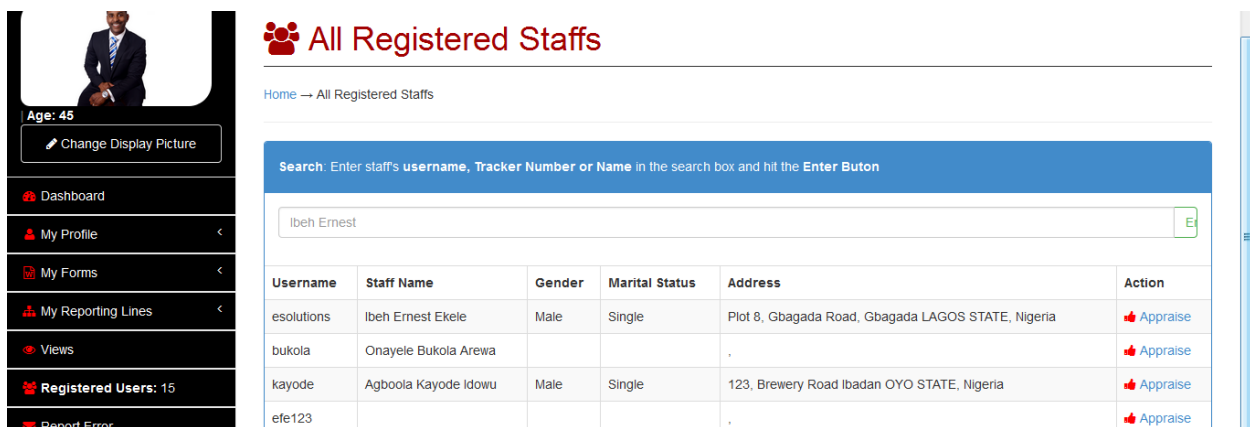 All Registered Staffs
Home → All Registered Staffs
| Age: 45
Change Display Picture
Dashboard
My Profile
My Forms
My Reporting Lines
Views
Registered Users: 15
Report Error
Search: Enter staff's username, Tracker Number or Name in the search box and hit the Enter Buton
Ibeh Ernest
Username Staff Name Gender Marital Status Address Action
esolutions Ibeh Ernest Ekele Male Single Plot 8, Gbagada Road, Gbagada LAGOS STATE, Nigeria Appraise
bukola Onayele Bukola Arewa , Appraise
kayode Agboola Kayode Idowu Male Single 123, Brewery Road Ibadan OYO STATE, Nigeria Appraise
efe123 , Appraise